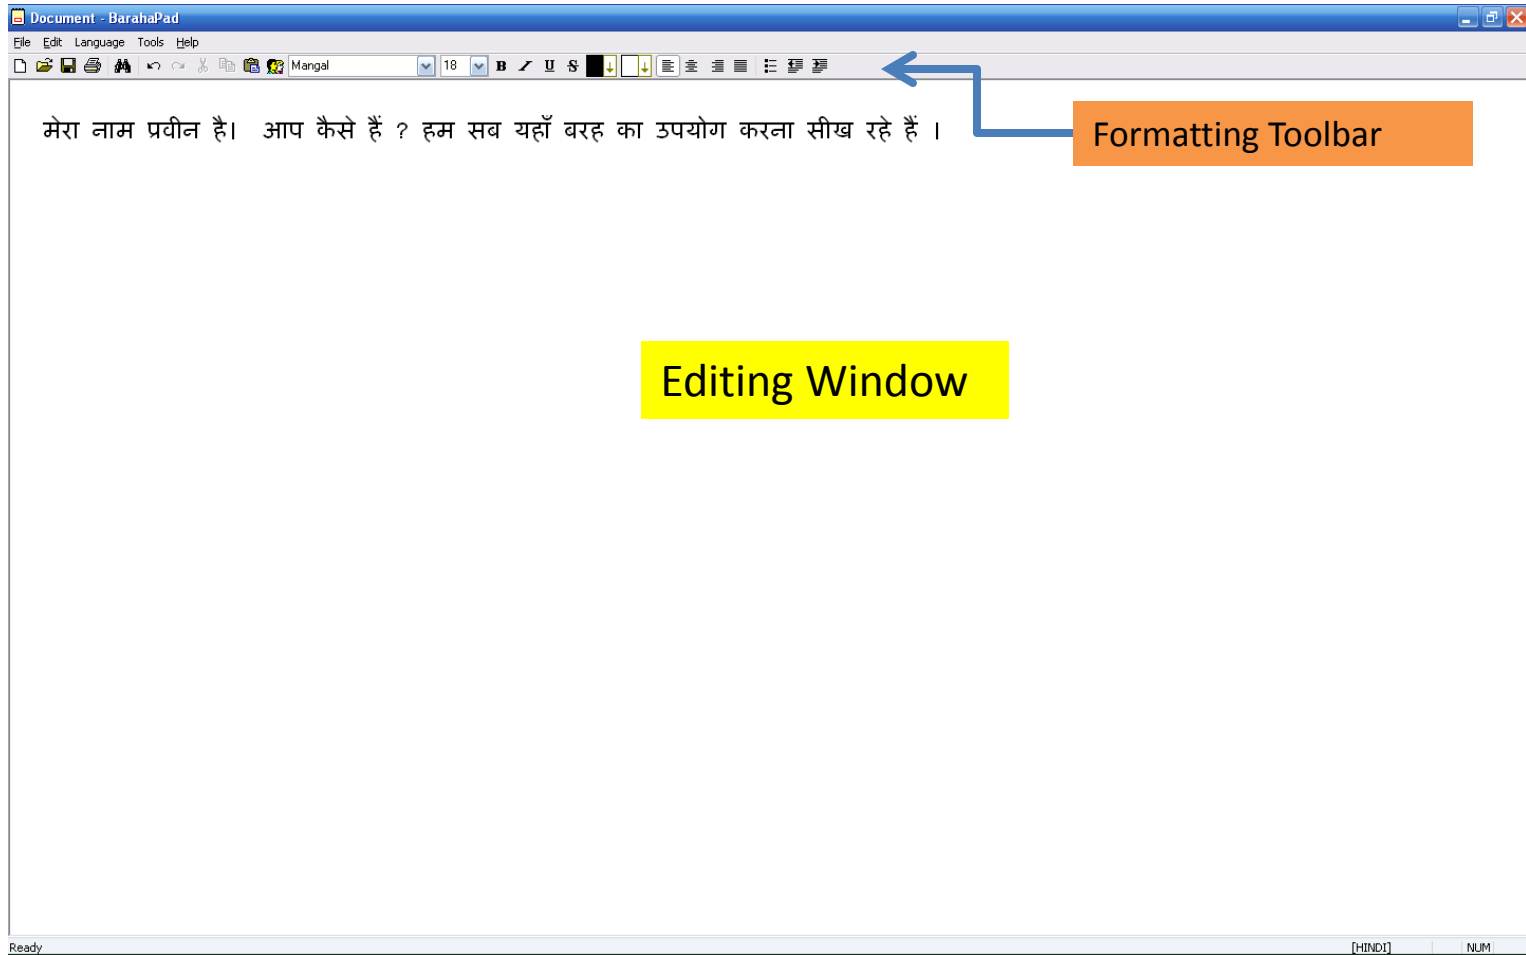 Document - BarahaPad
File Edit Language Tools Help
Mangal 18 B I U S
मेरा नाम प्रवीन है। आप कैसे हैं ? हम सब यहाँ बरह का उपयोग करना सीख रहे हैं ।
Formatting Toolbar
Editing Window
Ready [HINDI] NUM